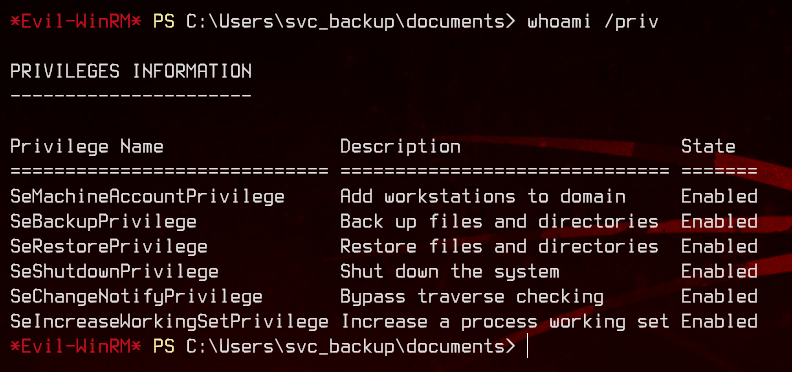 *Evil-WinRM* PS C:\Users\svc_backup\documents> whoami /priv
PRIVILEGES INFORMATION
----------------------
Privilege Name                Description                    State
============================= ============================== =======
SeMachineAccountPrivilege     Add workstations to domain     Enabled
SeBackupPrivilege             Back up files and directories  Enabled
SeRestorePrivilege            Restore files and directories  Enabled
SeShutdownPrivilege           Shut down the system           Enabled
SeChangeNotifyPrivilege       Bypass traverse checking       Enabled
SeIncreaseWorkingSetPrivilege Increase a process working set Enabled
*Evil-WinRM* PS C:\Users\svc_backup\documents>